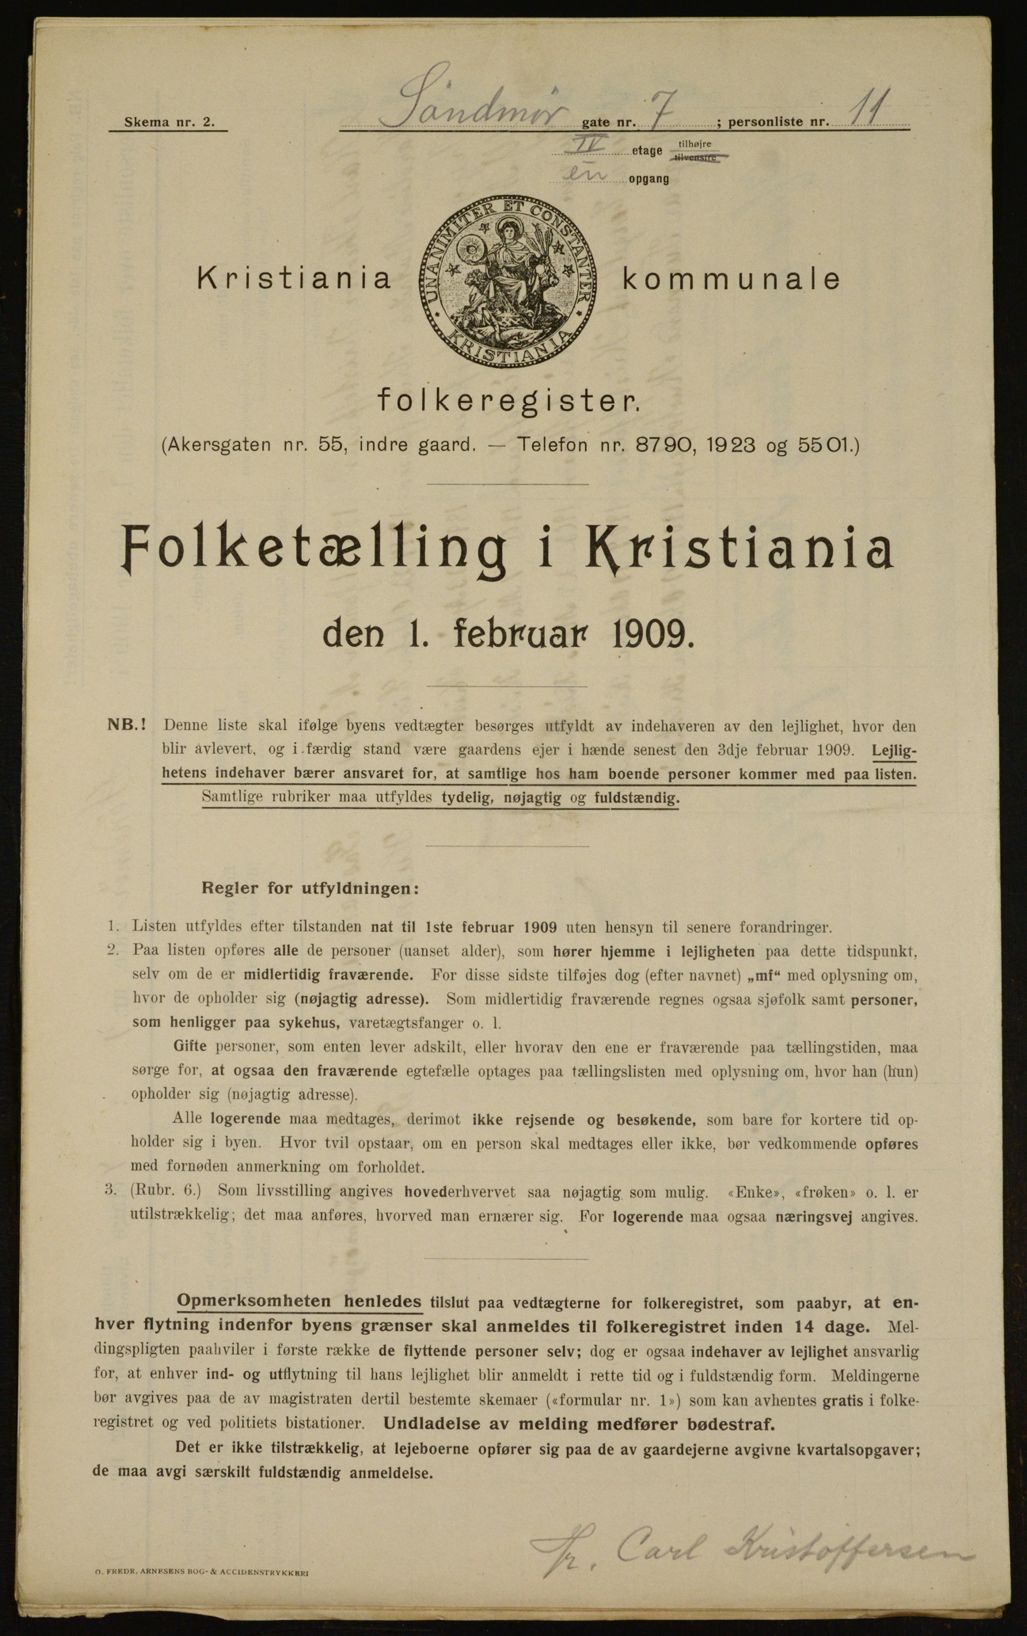 Skema nr. 2.
Söndmör gate nr. 7 ; personliste nr. 11
IV etage tilhøjre
tilvenstre
en opgang
UNANIMITER ET CONSTANTER
KRISTIANIA
Kristiania kommunale
folkeregister.
(Akersgaten nr. 55, indre gaard. — Telefon nr. 8790, 1923 og 5501.)
Folketælling i Kristiania
den 1. februar 1909.
NB.! Denne liste skal ifølge byens vedtægter besørges utfyldt av indehaveren av den lejlighet, hvor den
blir avlevert, og i færdig stand være gaardens ejer i hænde senest den 3dje februar 1909. Lejlig-
hetens indehaver bærer ansvaret for, at samtlige hos ham boende personer kommer med paa listen.
Samtlige rubriker maa utfyldes tydelig, nøjagtig og fuldstændig.
Regler for utfyldningen:
1. Listen utfyldes efter tilstanden nat til 1ste februar 1909 uten hensyn til senere forandringer.
2. Paa listen opføres alle de personer (uanset alder), som hører hjemme i lejligheten paa dette tidspunkt,
selv om de er midlertidig fraværende. For disse sidste tilføjes dog (efter navnet) „mf“ med oplysning om,
hvor de opholder sig (nøjagtig adresse). Som midlertidig fraværende regnes ogsaa sjøfolk samt personer,
som henligger paa sykehus, varetægtsfanger o. l.
Gifte personer, som enten lever adskilt, eller hvorav den ene er fraværende paa tællingstiden, maa
sørge for, at ogsaa den fraværende egtefælle optages paa tællingslisten med oplysning om, hvor han (hun)
opholder sig (nøjagtig adresse).
Alle logerende maa medtages, derimot ikke rejsende og besøkende, som bare for kortere tid op-
holder sig i byen. Hvor tvil opstaar, om en person skal medtages eller ikke, bør vedkommende opføres
med fornøden anmerkning om forholdet.
3. (Rubr. 6.) Som livsstilling angives hovederhvervet saa nøjagtig som mulig. «Enke», «frøken» o. l. er
utilstrækkelig; det maa anføres, hvorved man ernærer sig. For logerende maa ogsaa næringsvej angives.
Opmerksomheten henledes tilslut paa vedtægterne for folkeregistret, som paabyr, at en-
hver flytning indenfor byens grænser skal anmeldes til folkeregistret inden 14 dage. Mel-
dingspligten paahviler i første række de flyttende personer selv; dog er ogsaa indehaver av lejlighet ansvarlig
for, at enhver ind- og utflytning til hans lejlighet blir anmeldt i rette tid og i fuldstændig form. Meldingerne
bør avgives paa de av magistraten dertil bestemte skemaer («formular nr. 1») som kan avhentes gratis i folke-
registret og ved politiets bistationer. Undladelse av melding medfører bødestraf.
Det er ikke tilstrækkelig, at lejeboerne opfører sig paa de av gaardejerne avgivne kvartalsopgaver;
de maa avgi særskilt fuldstændig anmeldelse.
Hr. Carl Kristoffersen
O. FREDR. ARNESENS BOG- & ACCIDENSTRYKKERI